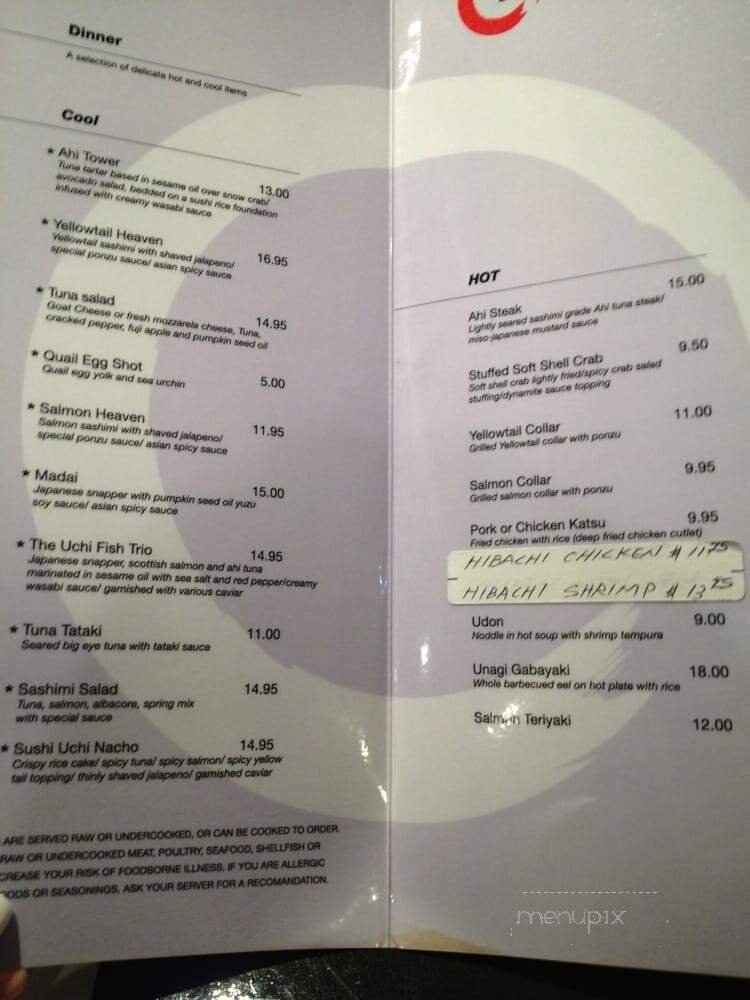 Dinner
A selection of delicate hot and cool items
Cool
* Ahi Tower 13.00
Tuna tartar based in sesame oil over snow crab/
avocado salad, bedded on a sushi rice foundation
infused with creamy wasabi sauce
* Yellowtail Heaven 16.95
Yellowtail sashimi with shaved jalapeno/
special ponzu sauce/ asian spicy sauce
* Tuna salad 14.95
Goat Cheese or fresh mozzarela cheese, Tuna,
cracked pepper, fuji apple and pumpkin seed oil
* Quail Egg Shot 5.00
Quail egg yolk and sea urchin
* Salmon Heaven 11.95
Salmon sashimi with shaved jalapeno/
special ponzu sauce/ asian spicy sauce
* Madai 15.00
Japanese snapper with pumpkin seed oil yuzu
soy sauce/ asian spicy sauce
* The Uchi Fish Trio 14.95
Japanese snapper, scottish salmon and ahi tuna
marinated in sesame oil with sea salt and red pepper/creamy
wasabi sauce/ garnished with various caviar
* Tuna Tataki 11.00
Seared big eye tuna with tataki sauce
* Sashimi Salad 14.95
Tuna, salmon, albacore, spring mix
with special sauce
* Sushi Uchi Nacho 14.95
Crispy rice cake/ spicy tuna/ spicy salmon/ spicy yellow
tail topping/ thinly shaved jalapeno/ garnished caviar
ARE SERVED RAW OR UNDERCOOKED, OR CAN BE COOKED TO ORDER.
RAW OR UNDERCOOKED MEAT, POULTRY, SEAFOOD, SHELLFISH OR
CREASE YOUR RISK OF FOODBORNE ILLNESS. IF YOU ARE ALLERGIC
OODS OR SEASONINGS, ASK YOUR SERVER FOR A RECOMANDATION.
HOT
Ahi Steak 15.00
Lightly seared sashimi grade Ahi tuna steak/
miso-japanese mustard sauce
Stuffed Soft Shell Crab 9.50
Soft shell crab lightly fried/spicy crab salad
stuffing/dynamite sauce topping
Yellowtail Collar 11.00
Grilled Yellowtail collar with ponzu
Salmon Collar 9.95
Grilled salmon collar with ponzu
Pork or Chicken Katsu 9.95
Fried chicken with rice (deep fried chicken cutlet)
HIBACHI CHICKEN $ 11.75
HIBACHI SHRIMP $ 13.95
Udon 9.00
Noddle in hot soup with shrimp tempura
Unagi Gabayaki 18.00
Whole barbecued eel on hot plate with rice
Salmon Teriyaki 12.00
menupix